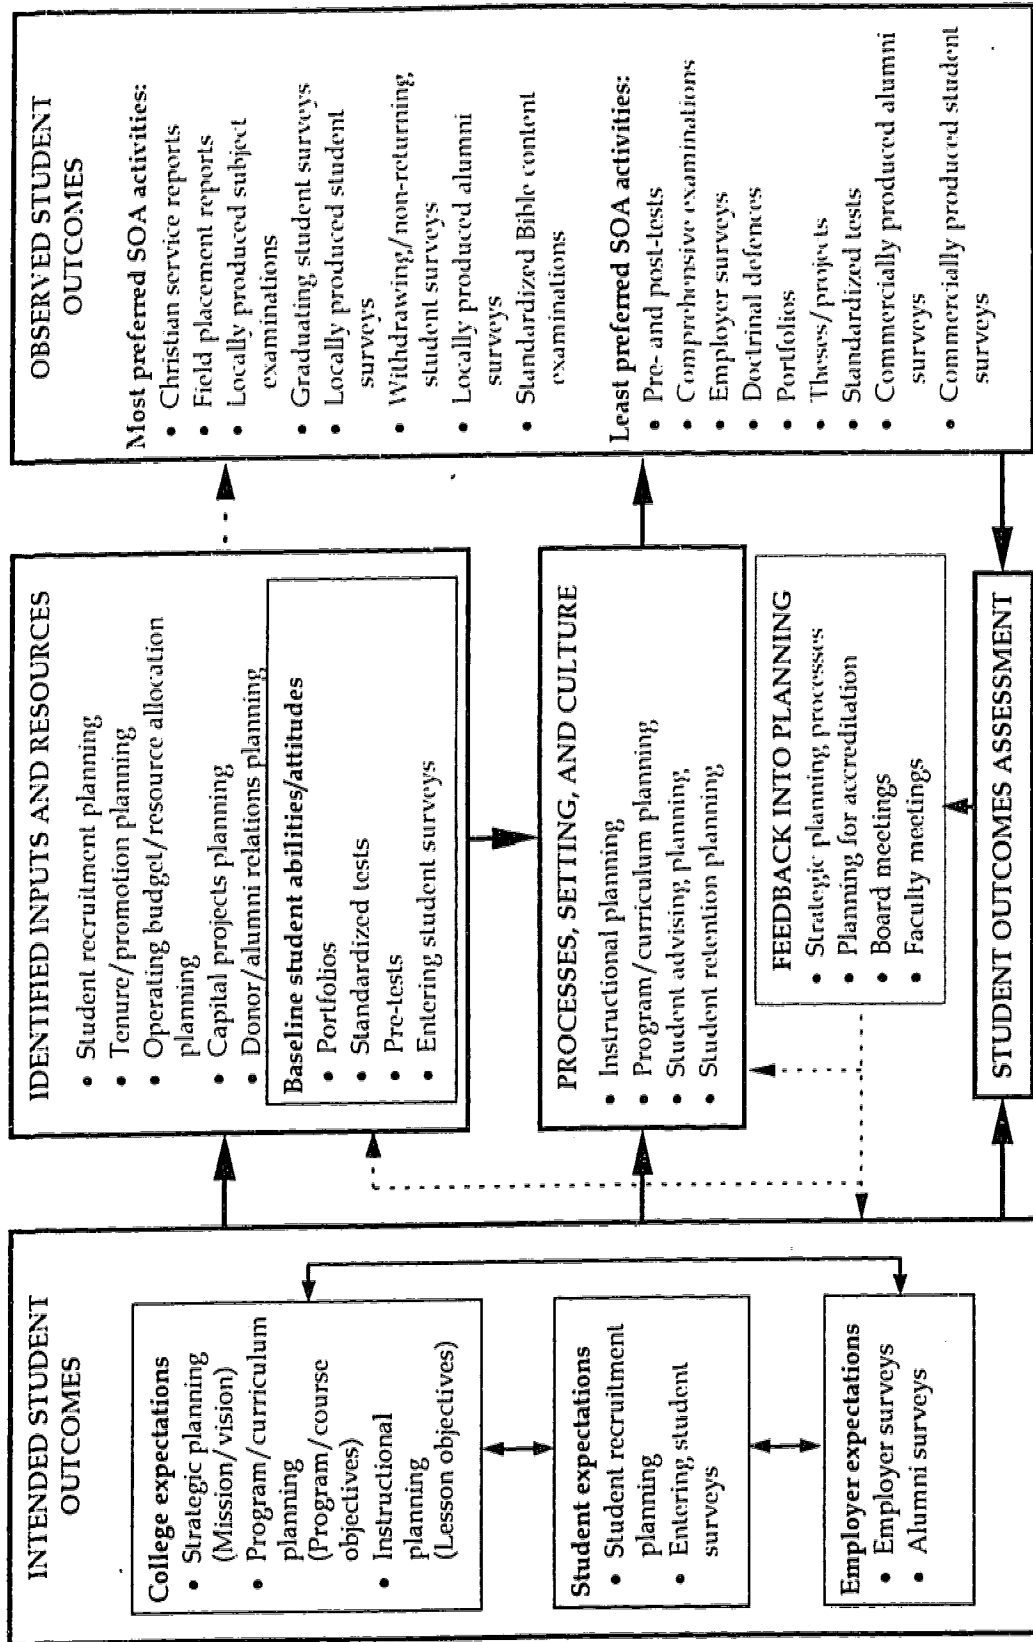 INTENDED STUDENT
OUTCOMES
College expectations
• Strategic planning
(Mission/vision)
• Program/curriculum
planning
(Program/course
objectives)
• Instructional
planning
(Lesson objectives)
Student expectations
• Student recruitment
planning
• Entering student
surveys
Employer expectations
• Employer surveys
• Alumni surveys
IDENTIFIED INPUTS AND RESOURCES
• Student recruitment planning
• Tenure/promotion planning
• Operating budget/resource allocation
planning
• Capital projects planning
• Donor/alumni relations planning
Baseline student abilities/attitudes
• Portfolios
• Standardized tests
• Pre-tests
• Entering student surveys
PROCESSES, SETTING, AND CULTURE
• Instructional planning
• Program/curriculum planning
• Student advising planning
• Student retention planning
FEEDBACK INTO PLANNING
• Strategic planning processes
• Planning for accreditation
• Board meetings
• Faculty meetings
STUDENT OUTCOMES ASSESSMENT
OBSERVED STUDENT
OUTCOMES
Most preferred SOA activities:
• Christian service reports
• Field placement reports
• Locally produced subject
examinations
• Graduating student surveys
• Locally produced student
surveys
• Withdrawing/non-returning
student surveys
• Locally produced alumni
surveys
• Standardized Bible content
examinations
Least preferred SOA activities:
• Pre- and post-tests
• Comprehensive examinations
• Employer surveys
• Doctrinal defences
• Portfolios
• Theses/projects
• Standardized tests
• Commercially produced alumni
surveys
• Commercially produced student
surveys